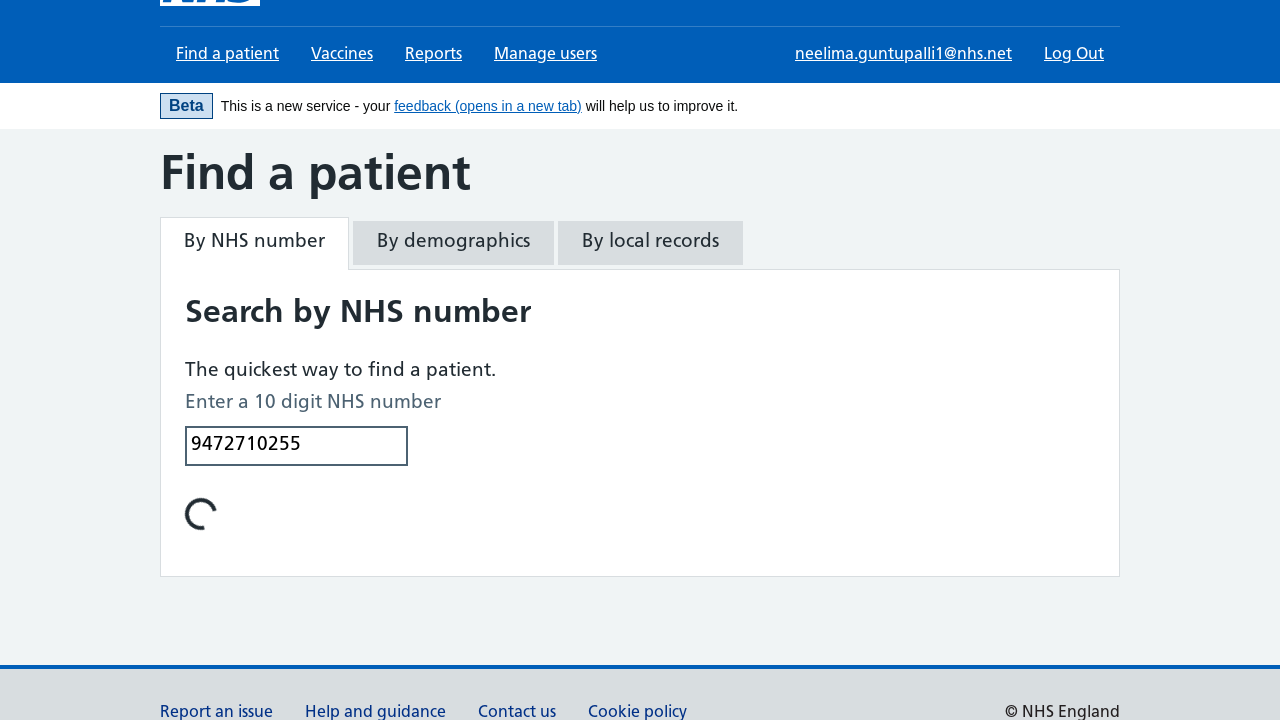 Find a patient Vaccines Reports Manage users neelima.guntupalli1@nhs.net Log Out
Beta This is a new service - your feedback (opens in a new tab) will help us to improve it.
Find a patient
By NHS number By demographics By local records
Search by NHS number
The quickest way to find a patient.
Enter a 10 digit NHS number
9472710255
Report an issue Help and guidance Contact us Cookie policy © NHS England